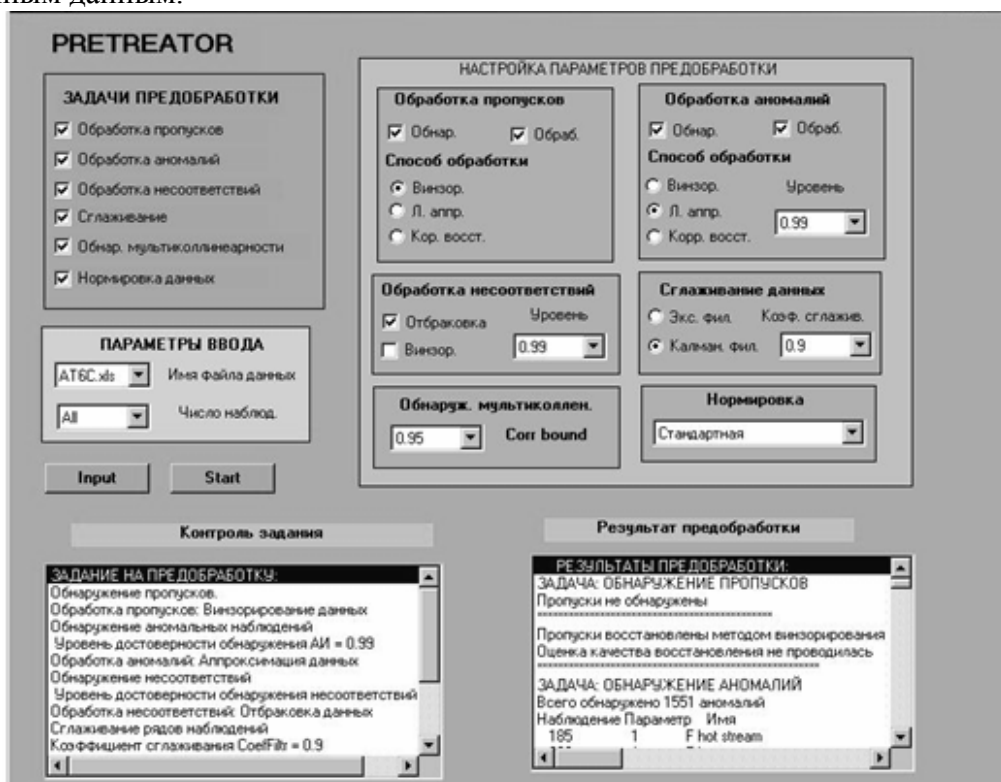 ным данным.
PRETREATOR
ЗАДАЧИ ПРЕДОБРАБОТКИ
Обработка пропусков
Обработка аномалий
Обработка несоответствий
Сглаживание
Обнар. мультиколлинеарности
Нормировка данных
ПАРАМЕТРЫ ВВОДА
AT6C.xls Имя файла данных
All Число наблюд.
Input Start
НАСТРОЙКА ПАРАМЕТРОВ ПРЕДОБРАБОТКИ
Обработка пропусков
Обнар. Обраб.
Способ обработки
Винзор.
Л. аппр.
Кор. восст.
Обработка аномалий
Обнар. Обраб.
Способ обработки
Винзор. Уровень
Л. аппр. 0.99
Корр. восст.
Обработка несоответствий
Отбраковка Уровень
Винзор. 0.99
Сглаживание данных
Экс. фил. Коэф. сглажив.
Калман. фил. 0.9
Обнаруж. мультиколлен.
0.95 Corr bound
Нормировка
Стандартная
Контроль задания
ЗАДАНИЕ НА ПРЕДОБРАБОТКУ:
Обнаружение пропусков.
Обработка пропусков: Винзорирование данных
Обнаружение аномальных наблюдений
Уровень достоверности обнаружения АИ = 0.99
Обработка аномалий: Аппроксимация данных
Обнаружение несоответствий
Уровень достоверности обнаружения несоответствий
Обработка несоответствий: Отбраковка данных
Сглаживание рядов наблюдений
Коэффициент сглаживания CoefFiltr = 0.9
Результат предобработки
РЕЗУЛЬТАТЫ ПРЕДОБРАБОТКИ:
ЗАДАЧА: ОБНАРУЖЕНИЕ ПРОПУСКОВ
Пропуски не обнаружены
Пропуски восстановлены методом винзорирования
Оценка качества восстановления не проводилась
ЗАДАЧА: ОБНАРУЖЕНИЕ АНОМАЛИЙ
Всего обнаружено 1551 аномалий
Наблюдение Параметр Имя
185 1 F hot stream